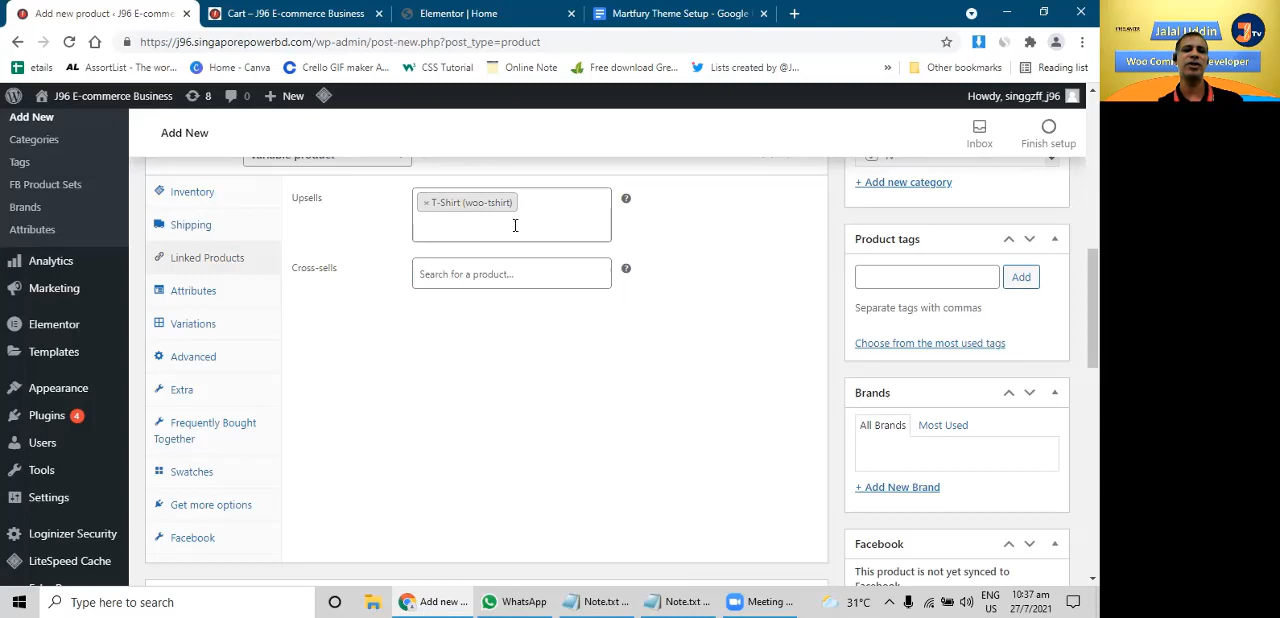 Add new product ‹ J96 E-comme
Cart – J96 E-commerce Business
Elementor | Home
Martfury Theme Setup - Google
https://j96.singaporepowerbd.com/wp-admin/post-new.php?post_type=product
etails
AL AssortList - The wor...
Home - Canva
Crello GIF maker A...
CSS Tutorial
Online Note
Free download Gre...
Lists created by @J...
»
Other bookmarks
Reading list
J96 E-commerce Business
8
0
+ New
Howdy, singgzff_j96
Add New
Categories
Tags
FB Product Sets
Brands
Attributes
Analytics
Marketing
Elementor
Templates
Appearance
Plugins 4
Users
Tools
Settings
Loginizer Security
LiteSpeed Cache
Add New
Inbox
Finish setup
Variable product
Inventory
Shipping
Linked Products
Attributes
Variations
Advanced
Extra
Frequently Bought
Together
Swatches
Get more options
Facebook
Upsells
× T-Shirt (woo-tshirt)
Cross-sells
Search for a product...
+ Add new category
Product tags
Add
Separate tags with commas
Choose from the most used tags
Brands
All Brands
Most Used
+ Add New Brand
Facebook
This product is not yet synced to
Facebook.
Type here to search
Add new ...
WhatsApp
Note.txt ...
Note.txt ...
Meeting ...
31°C
ENG
US
10:37 am
27/7/2021
FREELANCER
Jalal Uddin
TV
Woo Com
Developer